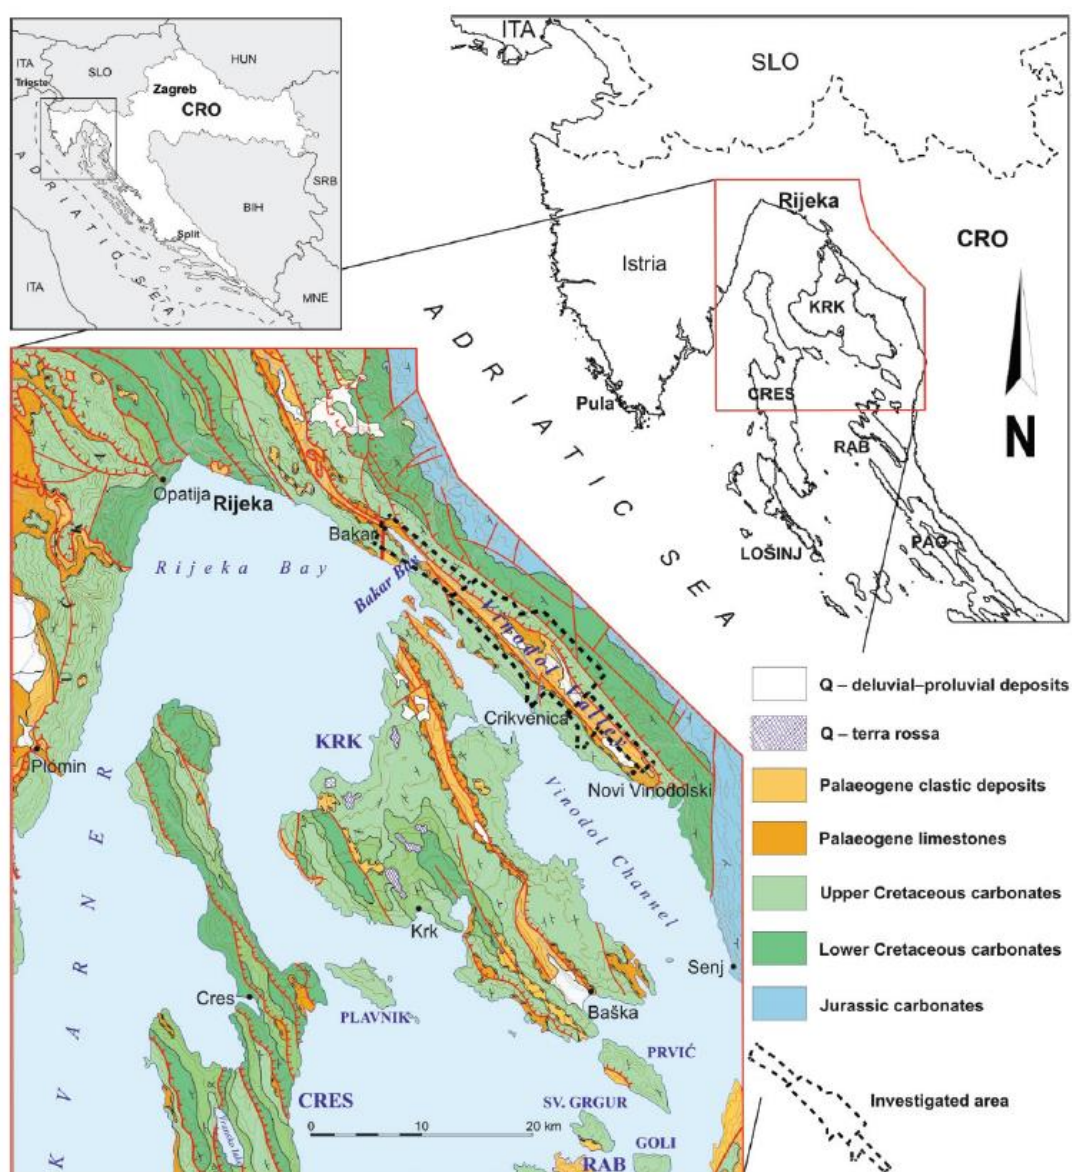 ITA
SLO
HUN
Trieste
Zagreb
CRO
ADRIATIC SEA
SRB
BIH
Split
ITA
MNE
ITA
SLO
Rijeka
CRO
Istria
KRK
CRES
Pula
RAB
N
LOŠINJ
PAG
ADRIATIC SEA
Opatija
Rijeka
Bakar
Rijeka Bay
Bakar Bay
Vinodol Valley
Crikvenica
KRK
Plomin
Novi Vinodolski
Vinodol Channel
KVARNER
Krk
Senj
Cres
PLAVNIK
Baška
PRVIĆ
CRES
SV. GRGUR
0 10 20 km
GOLI
RAB
Q – deluvial–proluvial deposits
Q – terra rossa
Palaeogene clastic deposits
Palaeogene limestones
Upper Cretaceous carbonates
Lower Cretaceous carbonates
Jurassic carbonates
Investigated area